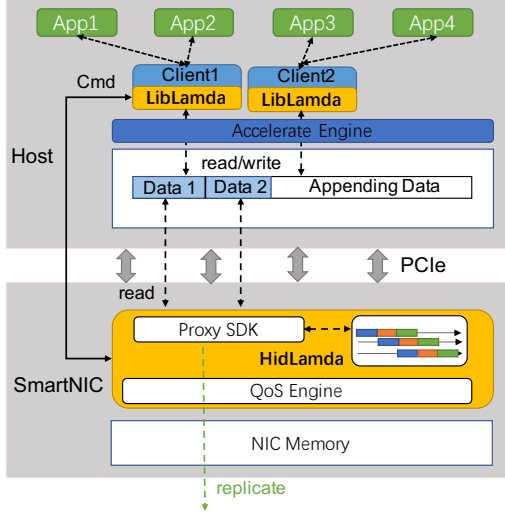 App1 App2 App3 App4
Cmd
Client1 Client2
LibLamda LibLamda
Accelerate Engine
Host
read/write
Data 1 Data 2 Appending Data
PCIe
read
Proxy SDK
HidLamda
SmartNIC
QoS Engine
NIC Memory
replicate